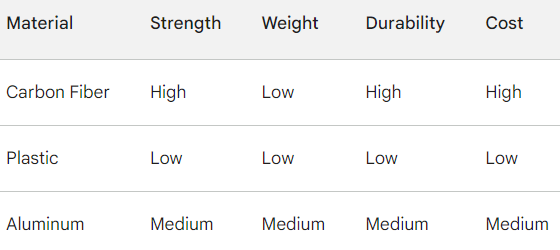 Material Strength Weight Durability Cost
Carbon Fiber High Low High High
Plastic Low Low Low Low
Aluminum Medium Medium Medium Medium